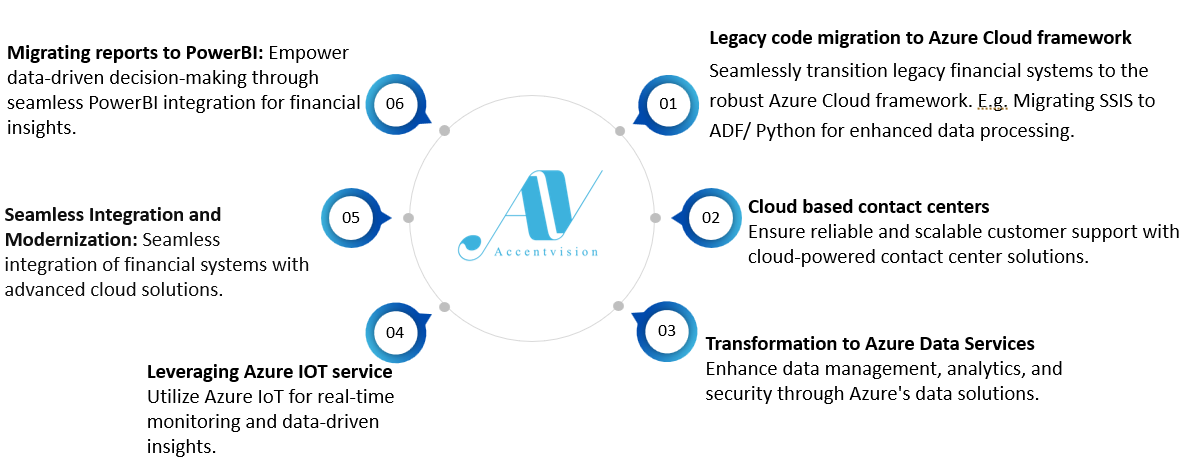 Legacy code migration to Azure Cloud framework
01
Seamlessly transition legacy financial systems to the
robust Azure Cloud framework. E.g. Migrating SSIS to
ADF/ Python for enhanced data processing.
02
Cloud based contact centers
Ensure reliable and scalable customer support with
cloud-powered contact center solutions.
03
Transformation to Azure Data Services
Enhance data management, analytics, and
security through Azure's data solutions.
04
Leveraging Azure IOT service
Utilize Azure IoT for real-time
monitoring and data-driven
insights.
05
Seamless Integration and
Modernization: Seamless
integration of financial systems with
advanced cloud solutions.
06
Migrating reports to PowerBI: Empower
data-driven decision-making through
seamless PowerBI integration for financial
insights.
AV
Accentvision